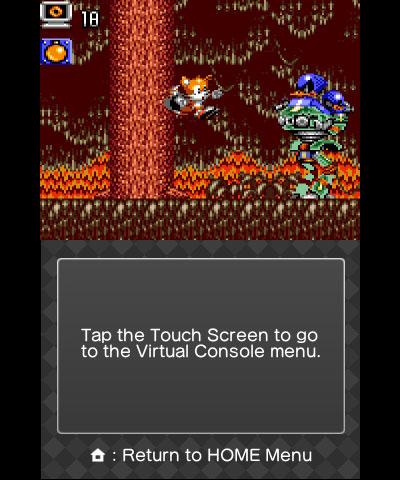 18
Tap the Touch Screen to go
to the Virtual Console menu.
: Return to HOME Menu